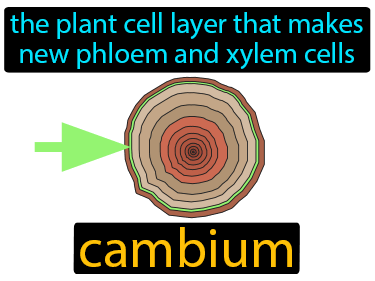 the plant cell layer that makes
new phloem and xylem cells
cambium